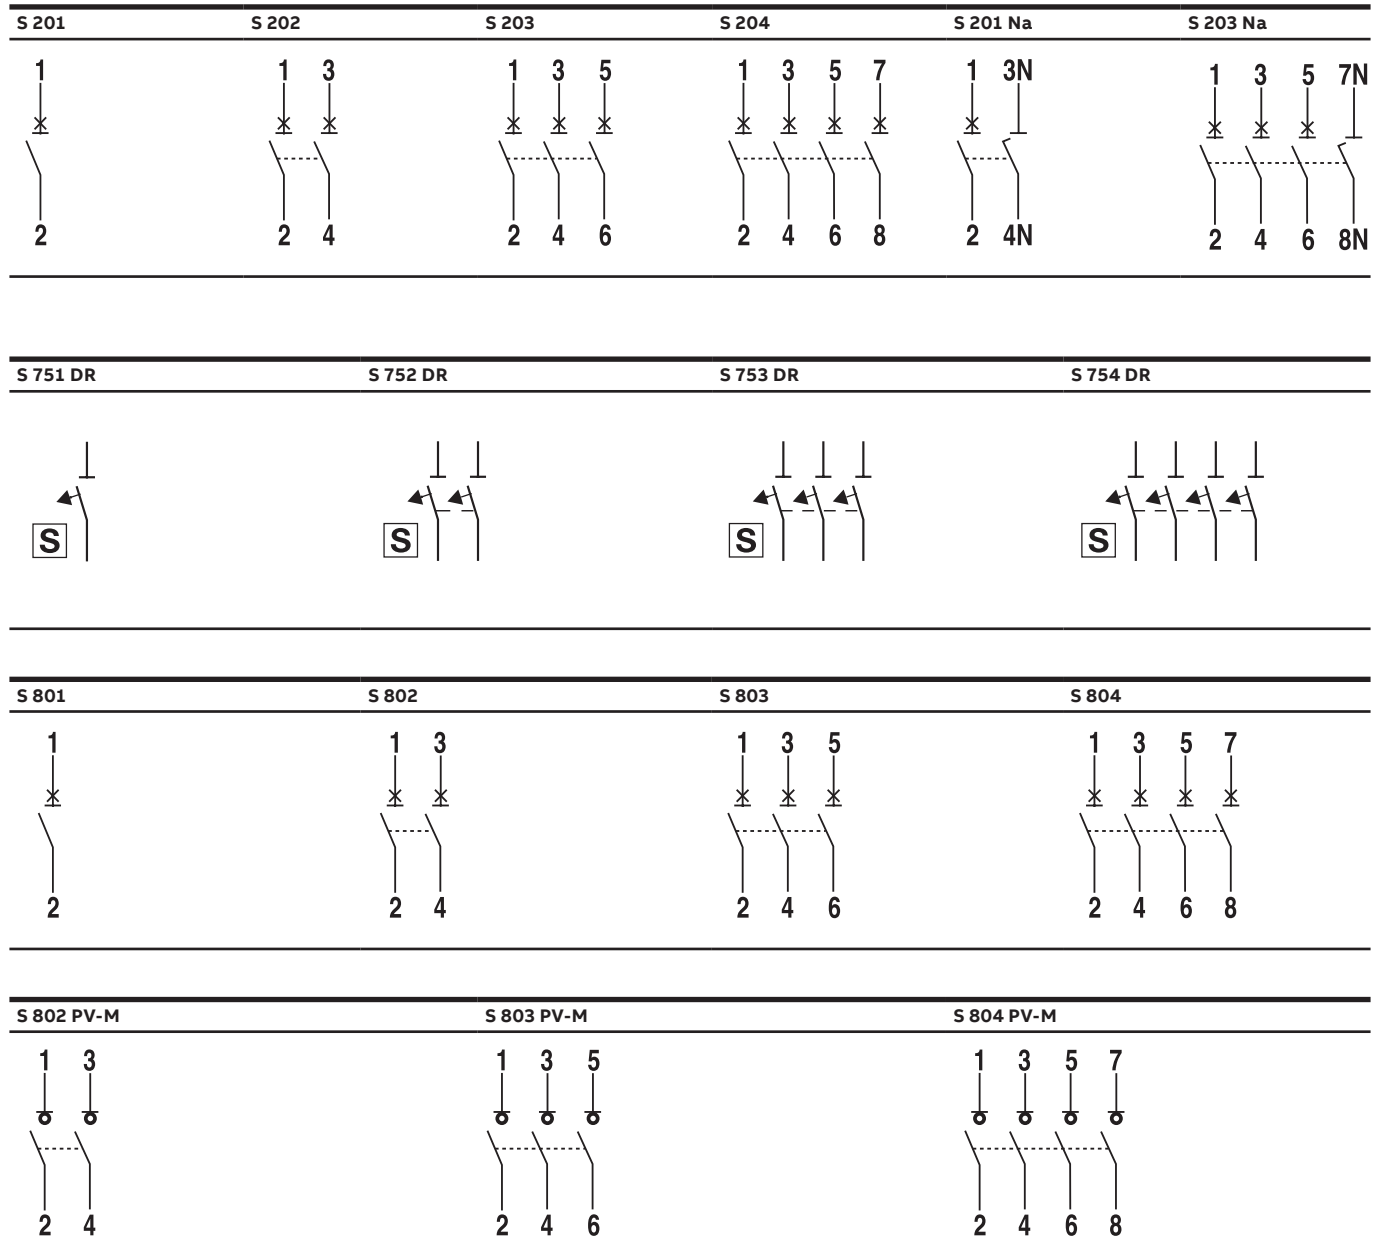 S 201 S 202 S 203 S 204 S 201 Na S 203 Na
1 1 3 1 3 5 1 3 5 7 1 3N 1 3 5 7N
2 2 4 2 4 6 2 4 6 8 2 4N 2 4 6 8N
S 751 DR S 752 DR S 753 DR S 754 DR
S S S S
S 801 S 802 S 803 S 804
1 1 3 1 3 5 1 3 5 7
2 2 4 2 4 6 2 4 6 8
S 802 PV-M S 803 PV-M S 804 PV-M
1 3 1 3 5 1 3 5 7
2 4 2 4 6 2 4 6 8